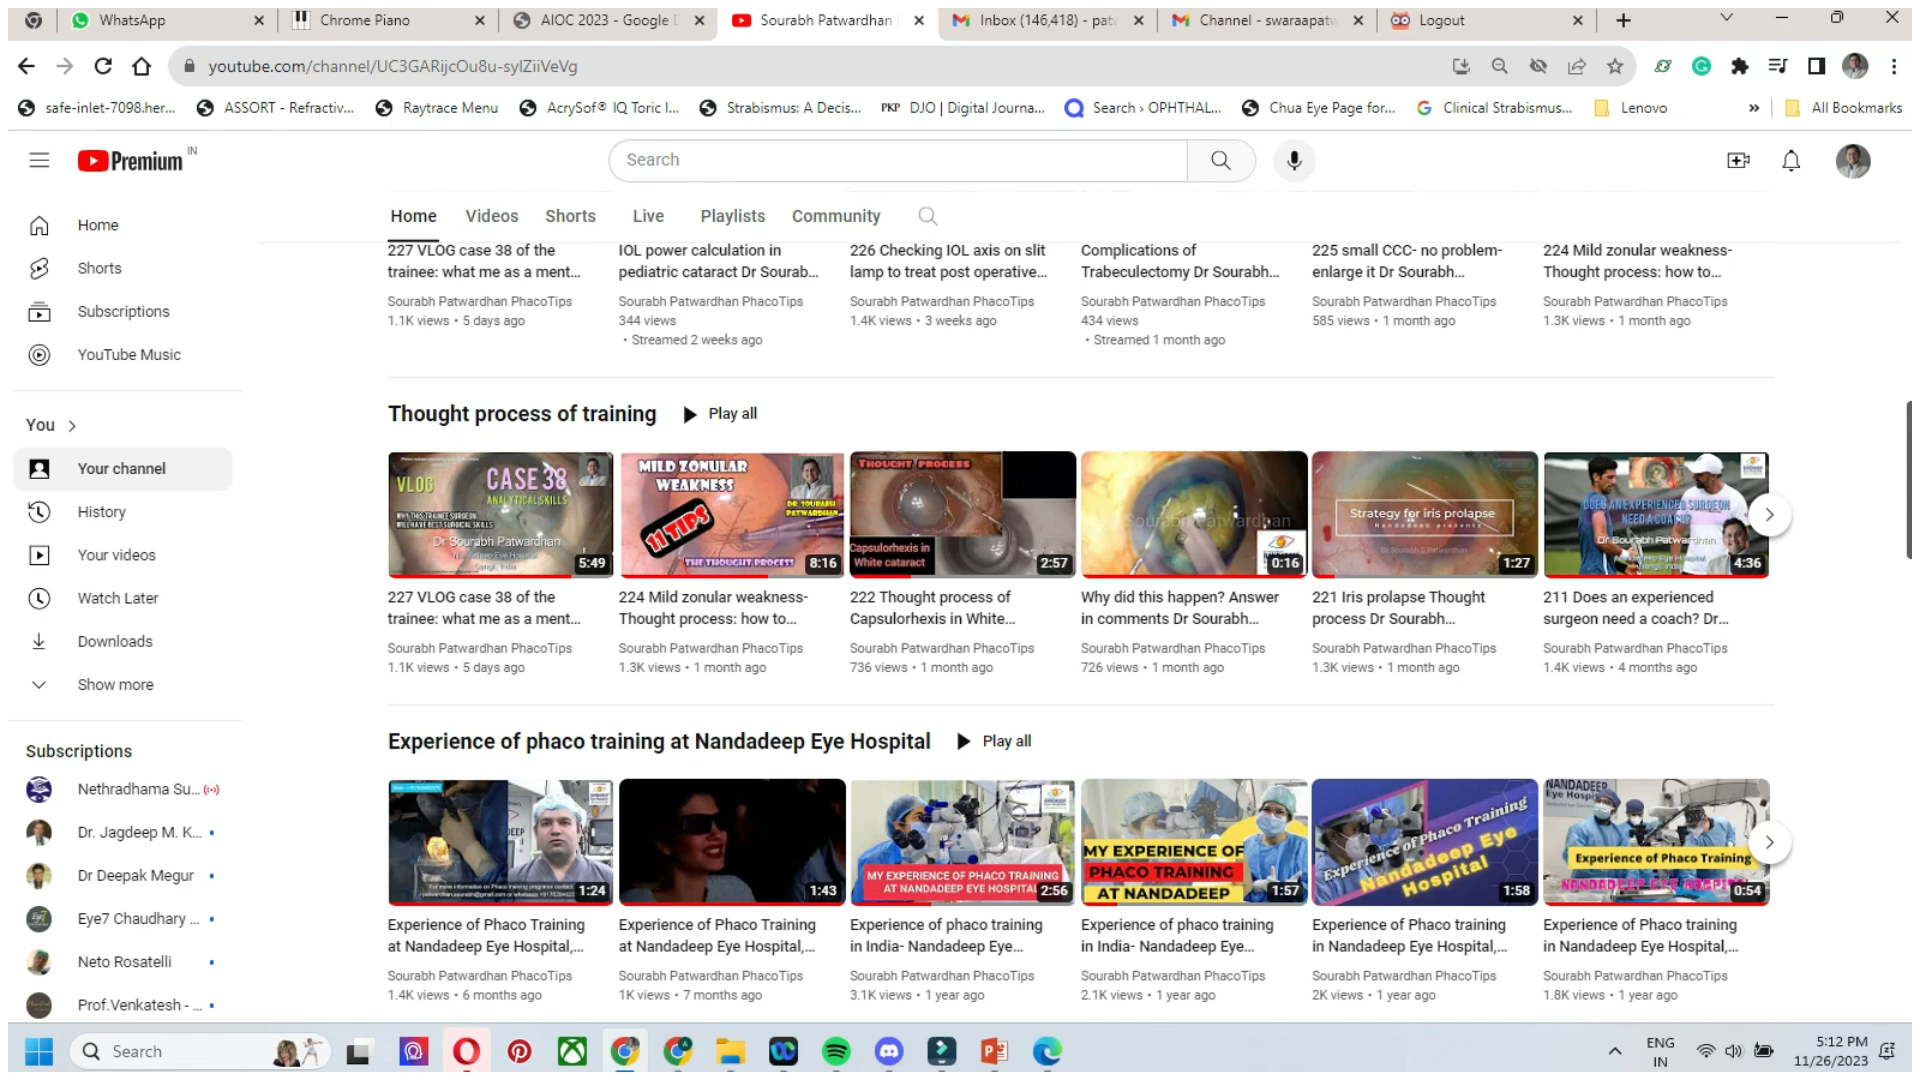 WhatsApp
Chrome Piano
AIOC 2023 - Google D
Sourabh Patwardhan
Inbox (146,418) - patw
Channel - swaraapatw
Logout
youtube.com/channel/UC3GARijcOu8u-sylZiiVeVg
safe-inlet-7098.her...
ASSORT - Refractiv...
Raytrace Menu
AcrySof® IQ Toric I...
Strabismus: A Decis...
PKP DJO | Digital Journa...
Search › OPHTHAL...
Chua Eye Page for...
Clinical Strabismus...
Lenovo
»
All Bookmarks
Premium IN
Search
Home
Videos
Shorts
Live
Playlists
Community
Home
Shorts
Subscriptions
YouTube Music
You
Your channel
History
Your videos
Watch Later
Downloads
Show more
Subscriptions
Nethradhama Su...
Dr. Jagdeep M. K...
Dr Deepak Megur
Eye7 Chaudhary ...
Neto Rosatelli
Prof.Venkatesh - ...
227 VLOG case 38 of the
trainee: what me as a ment...
Sourabh Patwardhan PhacoTips
1.1K views • 5 days ago
IOL power calculation in
pediatric cataract Dr Sourab...
Sourabh Patwardhan PhacoTips
344 views
• Streamed 2 weeks ago
226 Checking IOL axis on slit
lamp to treat post operative...
Sourabh Patwardhan PhacoTips
1.4K views • 3 weeks ago
Complications of
Trabeculectomy Dr Sourabh...
Sourabh Patwardhan PhacoTips
434 views
• Streamed 1 month ago
225 small CCC- no problem-
enlarge it Dr Sourabh...
Sourabh Patwardhan PhacoTips
585 views • 1 month ago
224 Mild zonular weakness-
Thought process: how to...
Sourabh Patwardhan PhacoTips
1.3K views • 1 month ago
Thought process of training
Play all
VLOG
CASE 38
ANALYTICAL SKILLS
WHY THIS TRAINEE SURGEON
WILL HAVE BEST SURGICAL SKILLS
Dr Sourabh Patwardhan
Nandadeep Eye Hospital
Sangli, India
5:49
227 VLOG case 38 of the
trainee: what me as a ment...
Sourabh Patwardhan PhacoTips
1.1K views • 5 days ago
MILD ZONULAR
WEAKNESS
11 TIPS
DR. SOURABH
PATWARDHAN
THE THOUGHT PROCESS
8:16
224 Mild zonular weakness-
Thought process: how to...
Sourabh Patwardhan PhacoTips
1.3K views • 1 month ago
THOUGHT PROCESS
Capsulorhexis in
White cataract
2:57
222 Thought process of
Capsulorhexis in White...
Sourabh Patwardhan PhacoTips
736 views • 1 month ago
Sourabh Patwardhan
0:16
Why did this happen? Answer
in comments Dr Sourabh...
Sourabh Patwardhan PhacoTips
726 views • 1 month ago
Strategy for iris prolapse
Nandadeep presents
Dr Sourabh G Patwardhan
1:27
221 Iris prolapse Thought
process Dr Sourabh...
Sourabh Patwardhan PhacoTips
1.3K views • 1 month ago
DOES AN EXPERIENCED SURGEON
NEED A COACH?
Dr Sourabh Patwardhan
Nandadeep Eye Hospital
Sangli, India
4:36
211 Does an experienced
surgeon need a coach? Dr...
Sourabh Patwardhan PhacoTips
1.4K views • 4 months ago
Experience of phaco training at Nandadeep Eye Hospital
Play all
For more information on Phaco training programs contact
1:24
Experience of Phaco Training
at Nandadeep Eye Hospital,...
Sourabh Patwardhan PhacoTips
1.4K views • 6 months ago
1:43
Experience of Phaco Training
at Nandadeep Eye Hospital,...
Sourabh Patwardhan PhacoTips
1K views • 7 months ago
MY EXPERIENCE OF PHACO TRAINING
AT NANDADEEP EYE HOSPITAL
2:56
Experience of phaco training
in India- Nandadeep Eye...
Sourabh Patwardhan PhacoTips
3.1K views • 1 year ago
MY EXPERIENCE OF
PHACO TRAINING
AT NANDADEEP
1:57
Experience of phaco training
in India- Nandadeep Eye...
Sourabh Patwardhan PhacoTips
2.1K views • 1 year ago
Experience of Phaco Training
Nandadeep Eye
Hospital
1:58
Experience of Phaco training
in Nandadeep Eye Hospital,...
Sourabh Patwardhan PhacoTips
2K views • 1 year ago
NANDADEEP
Eye Hospital
Experience of Phaco Training
NANDADEEP EYE HOSPITAL
0:54
Experience of Phaco training
in Nandadeep Eye Hospital,...
Sourabh Patwardhan PhacoTips
1.8K views • 1 year ago
Search
ENG
IN
5:12 PM
11/26/2023